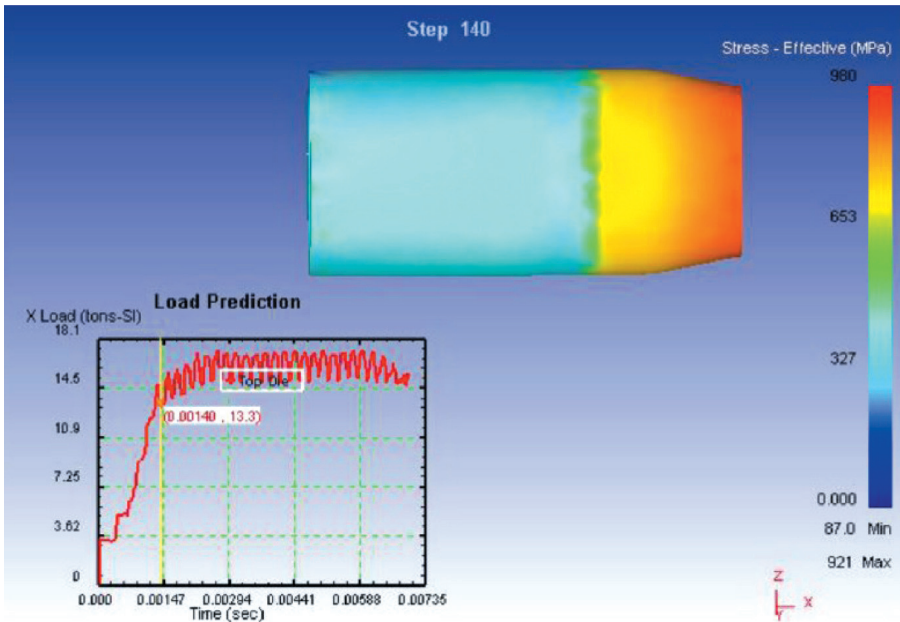 Step 140
Stress - Effective (MPa)
980
653
327
0.000
87.0 Min
921 Max
Load Prediction
X Load (tons-SI)
18.1
14.5
10.9
7.25
3.62
0
Top Die
(0.00140 , 13.3)
0.000 0.00147 0.00294 0.00441 0.00588 0.00735
Time (sec)
Z
X
Y